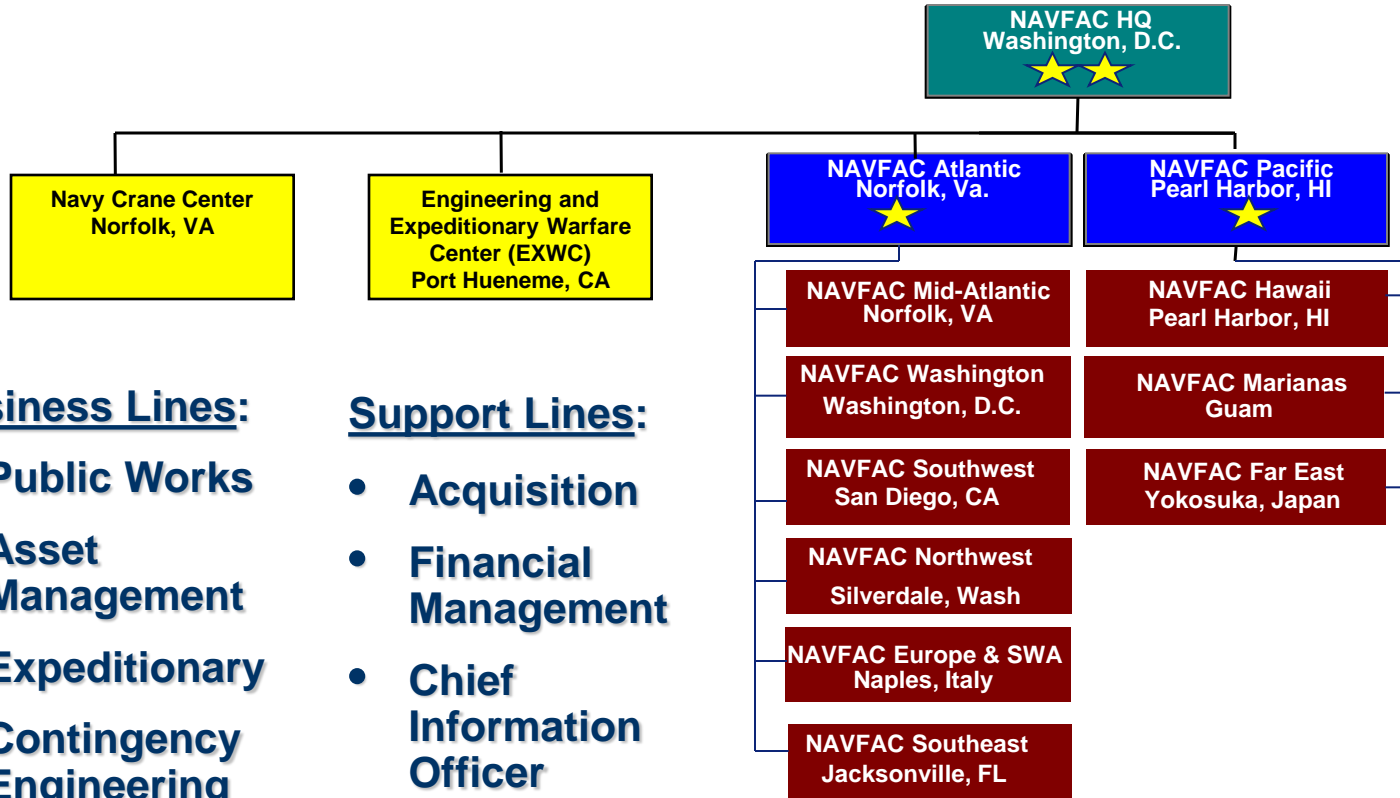 NAVFAC HQ
Washington, D.C.
Navy Crane Center
Norfolk, VA
Engineering and
Expeditionary Warfare
Center (EXWC)
Port Hueneme, CA
NAVFAC Atlantic
Norfolk, Va.
NAVFAC Pacific
Pearl Harbor, HI
NAVFAC Mid-Atlantic
Norfolk, VA
NAVFAC Washington
Washington, D.C.
NAVFAC Southwest
San Diego, CA
NAVFAC Northwest
Silverdale, Wash
NAVFAC Europe & SWA
Naples, Italy
NAVFAC Southeast
Jacksonville, FL
NAVFAC Hawaii
Pearl Harbor, HI
NAVFAC Marianas
Guam
NAVFAC Far East
Yokosuka, Japan
siness Lines:
Public Works
Asset
Management
Expeditionary
Contingency
Engineering
Support Lines:
• Acquisition
• Financial
Management
• Chief
Information
Officer